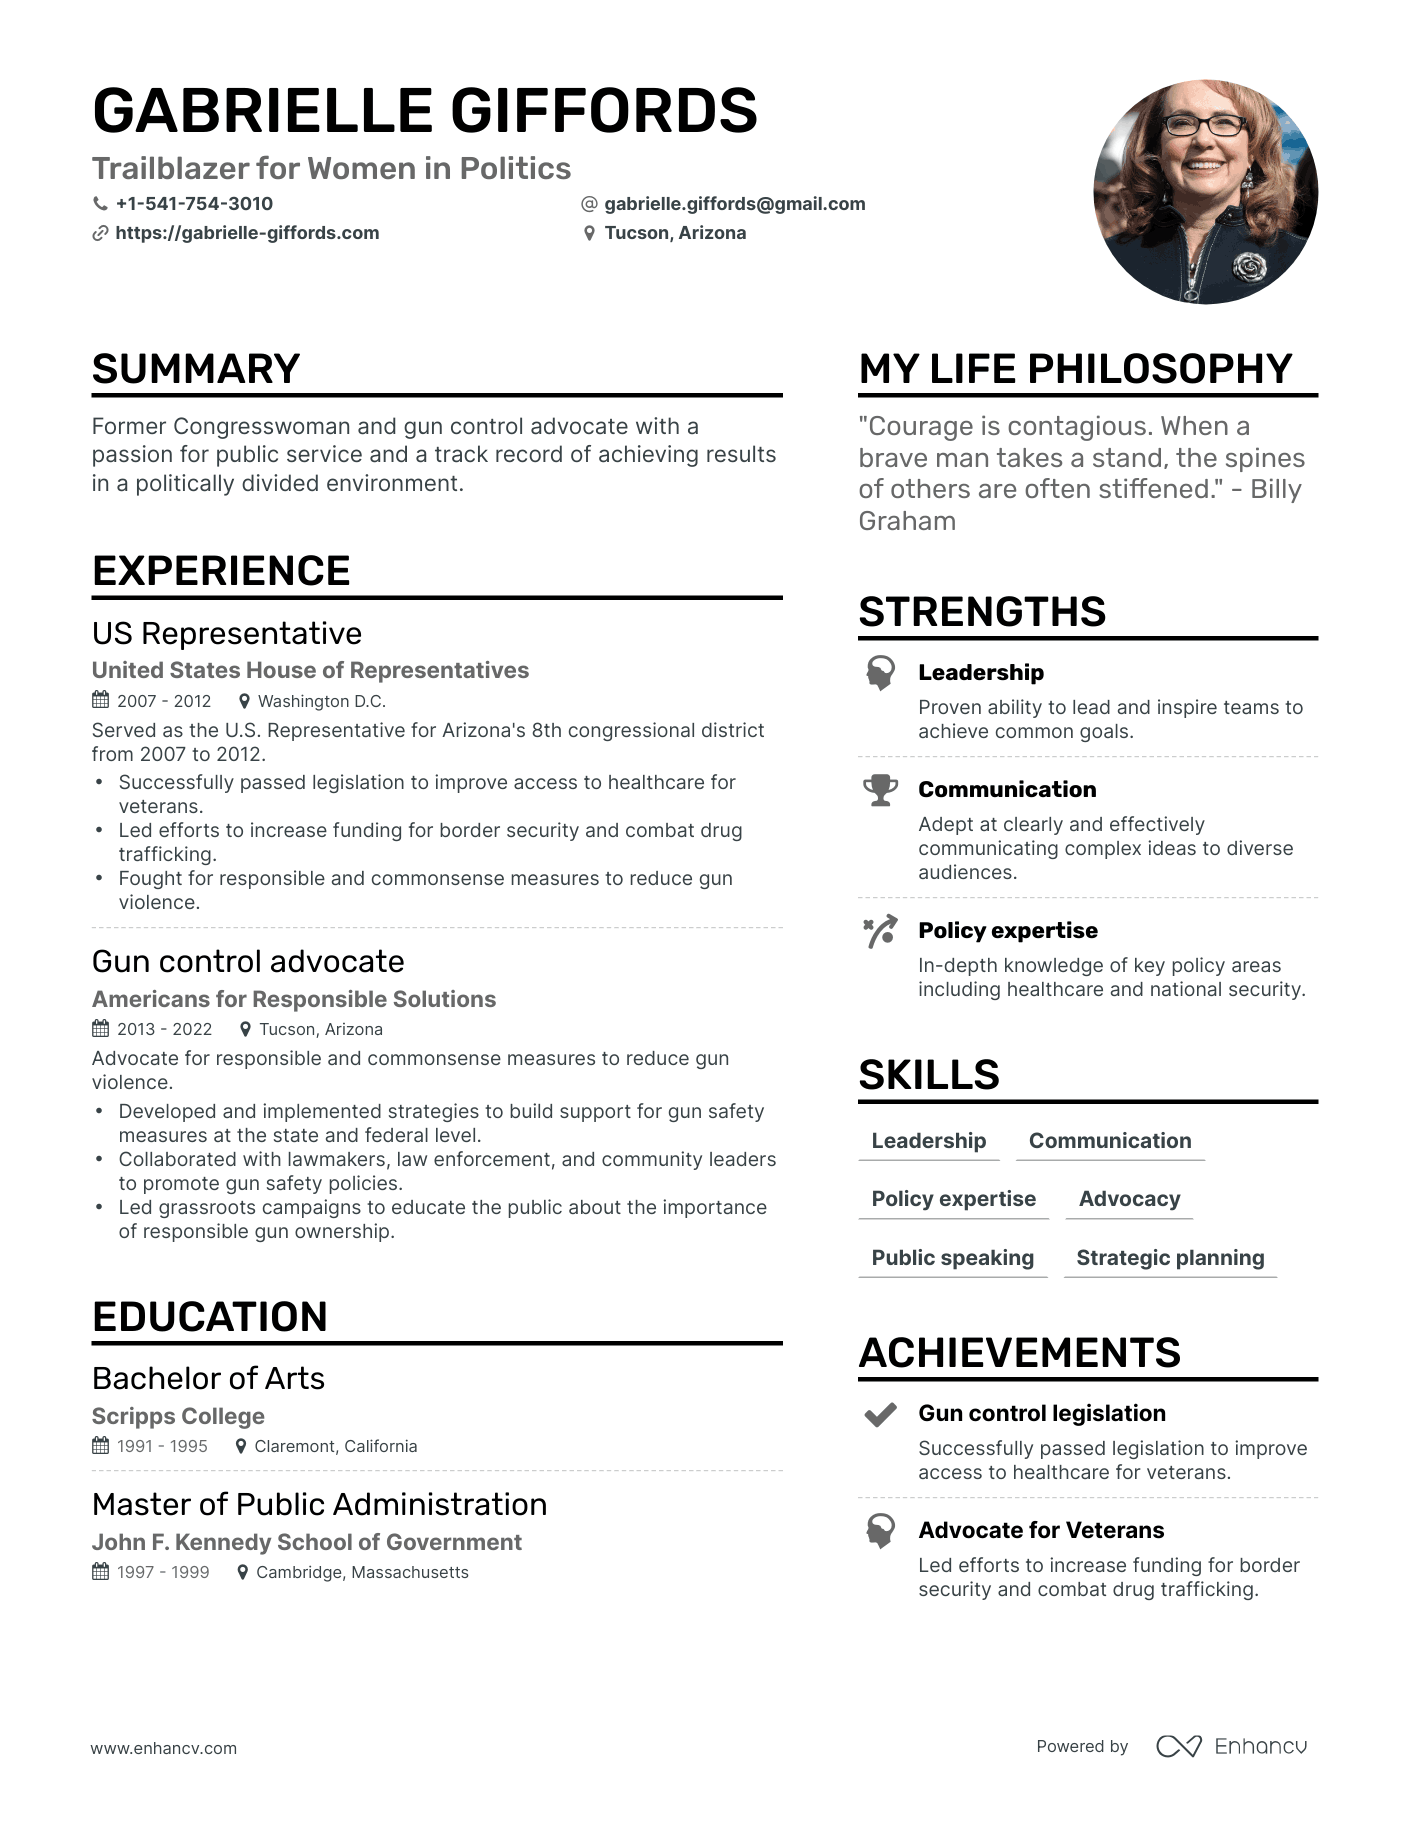 GABRIELLE GIFFORDS
Trailblazer for Women in Politics
+1-541-754-3010
gabrielle.giffords@gmail.com
https://gabrielle-giffords.com
Tucson, Arizona
SUMMARY
Former Congresswoman and gun control advocate with a
passion for public service and a track record of achieving results
in a politically divided environment.
EXPERIENCE
US Representative
United States House of Representatives
2007 - 2012 Washington D.C.
Served as the U.S. Representative for Arizona's 8th congressional district
from 2007 to 2012.
• Successfully passed legislation to improve access to healthcare for
veterans.
• Led efforts to increase funding for border security and combat drug
trafficking.
• Fought for responsible and commonsense measures to reduce gun
violence.
Gun control advocate
Americans for Responsible Solutions
2013 - 2022 Tucson, Arizona
Advocate for responsible and commonsense measures to reduce gun
violence.
• Developed and implemented strategies to build support for gun safety
measures at the state and federal level.
• Collaborated with lawmakers, law enforcement, and community leaders
to promote gun safety policies.
• Led grassroots campaigns to educate the public about the importance
of responsible gun ownership.
EDUCATION
Bachelor of Arts
Scripps College
1991 - 1995 Claremont, California
Master of Public Administration
John F. Kennedy School of Government
1997 - 1999 Cambridge, Massachusetts
MY LIFE PHILOSOPHY
"Courage is contagious. When a
brave man takes a stand, the spines
of others are often stiffened." - Billy
Graham
STRENGTHS
Leadership
Proven ability to lead and inspire teams to
achieve common goals.
Communication
Adept at clearly and effectively
communicating complex ideas to diverse
audiences.
Policy expertise
In-depth knowledge of key policy areas
including healthcare and national security.
SKILLS
Leadership Communication
Policy expertise Advocacy
Public speaking Strategic planning
ACHIEVEMENTS
Gun control legislation
Successfully passed legislation to improve
access to healthcare for veterans.
Advocate for Veterans
Led efforts to increase funding for border
security and combat drug trafficking.
www.enhancv.com
Powered by Enhancv